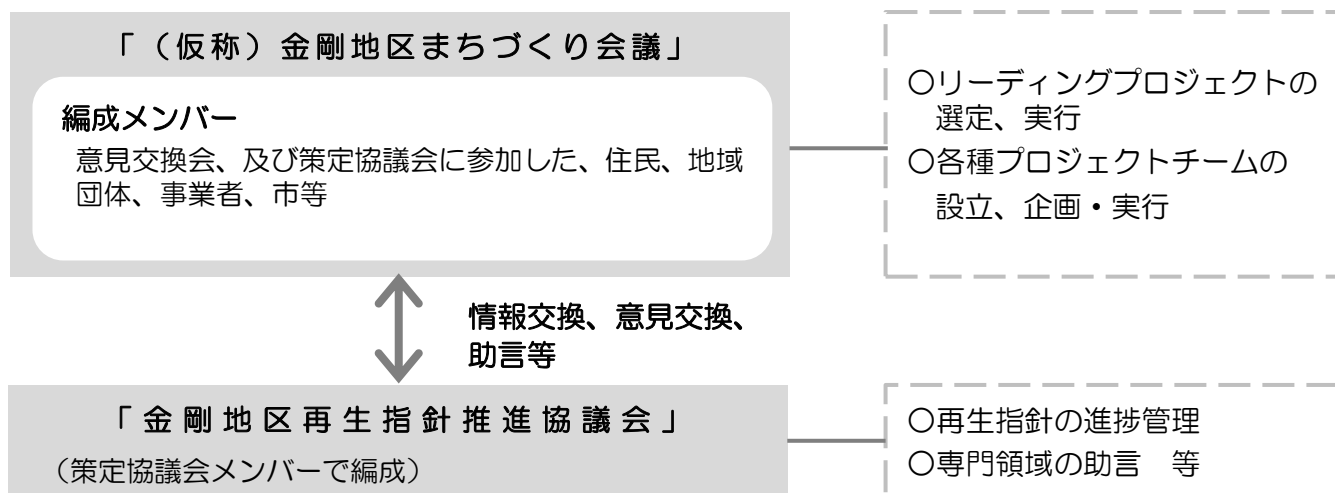 「（仮称）金剛地区まちづくり会議」
編成メンバー
意見交換会、及び策定協議会に参加した、住民、地域
団体、事業者、市等
〇リーディングプロジェクトの
選定、実行
〇各種プロジェクトチームの
設立、企画・実行
情報交換、意見交換、
助言等
「金剛地区再生指針推進協議会」
（策定協議会メンバーで編成）
〇再生指針の進捗管理
〇専門領域の助言　等